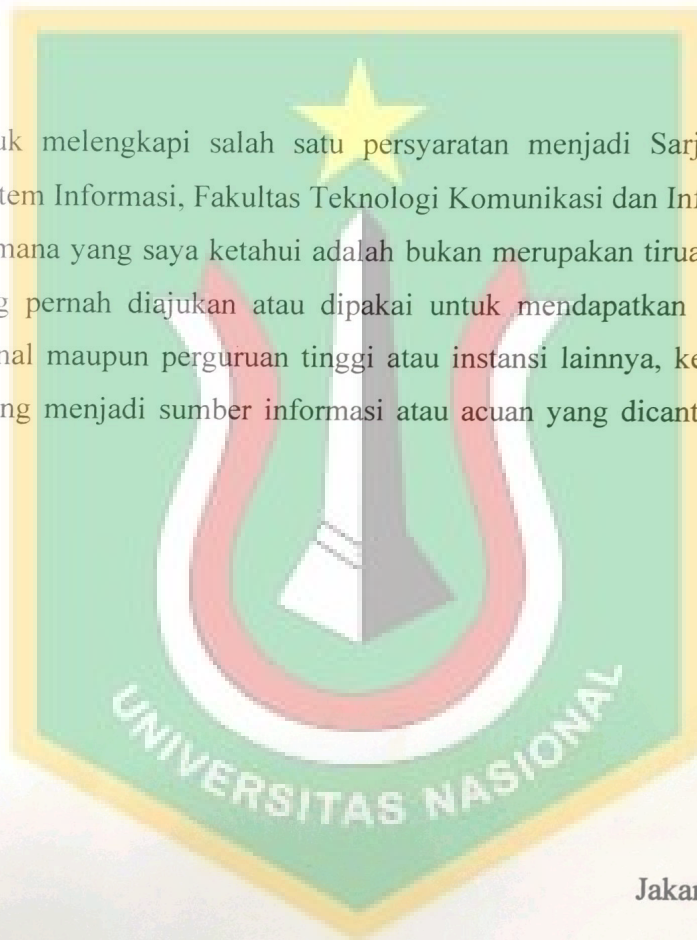 uk melengkapi salah satu persyaratan menjadi Sarj
tem Informasi, Fakultas Teknologi Komunikasi dan In
mana yang saya ketahui adalah bukan merupakan tirua
g pernah diajukan atau dipakai untuk mendapatkan
nal maupun perguruan tinggi atau instansi lainnya, ke
ng menjadi sumber informasi atau acuan yang dicant
UNIVERSITAS NASIONAL
Jakar